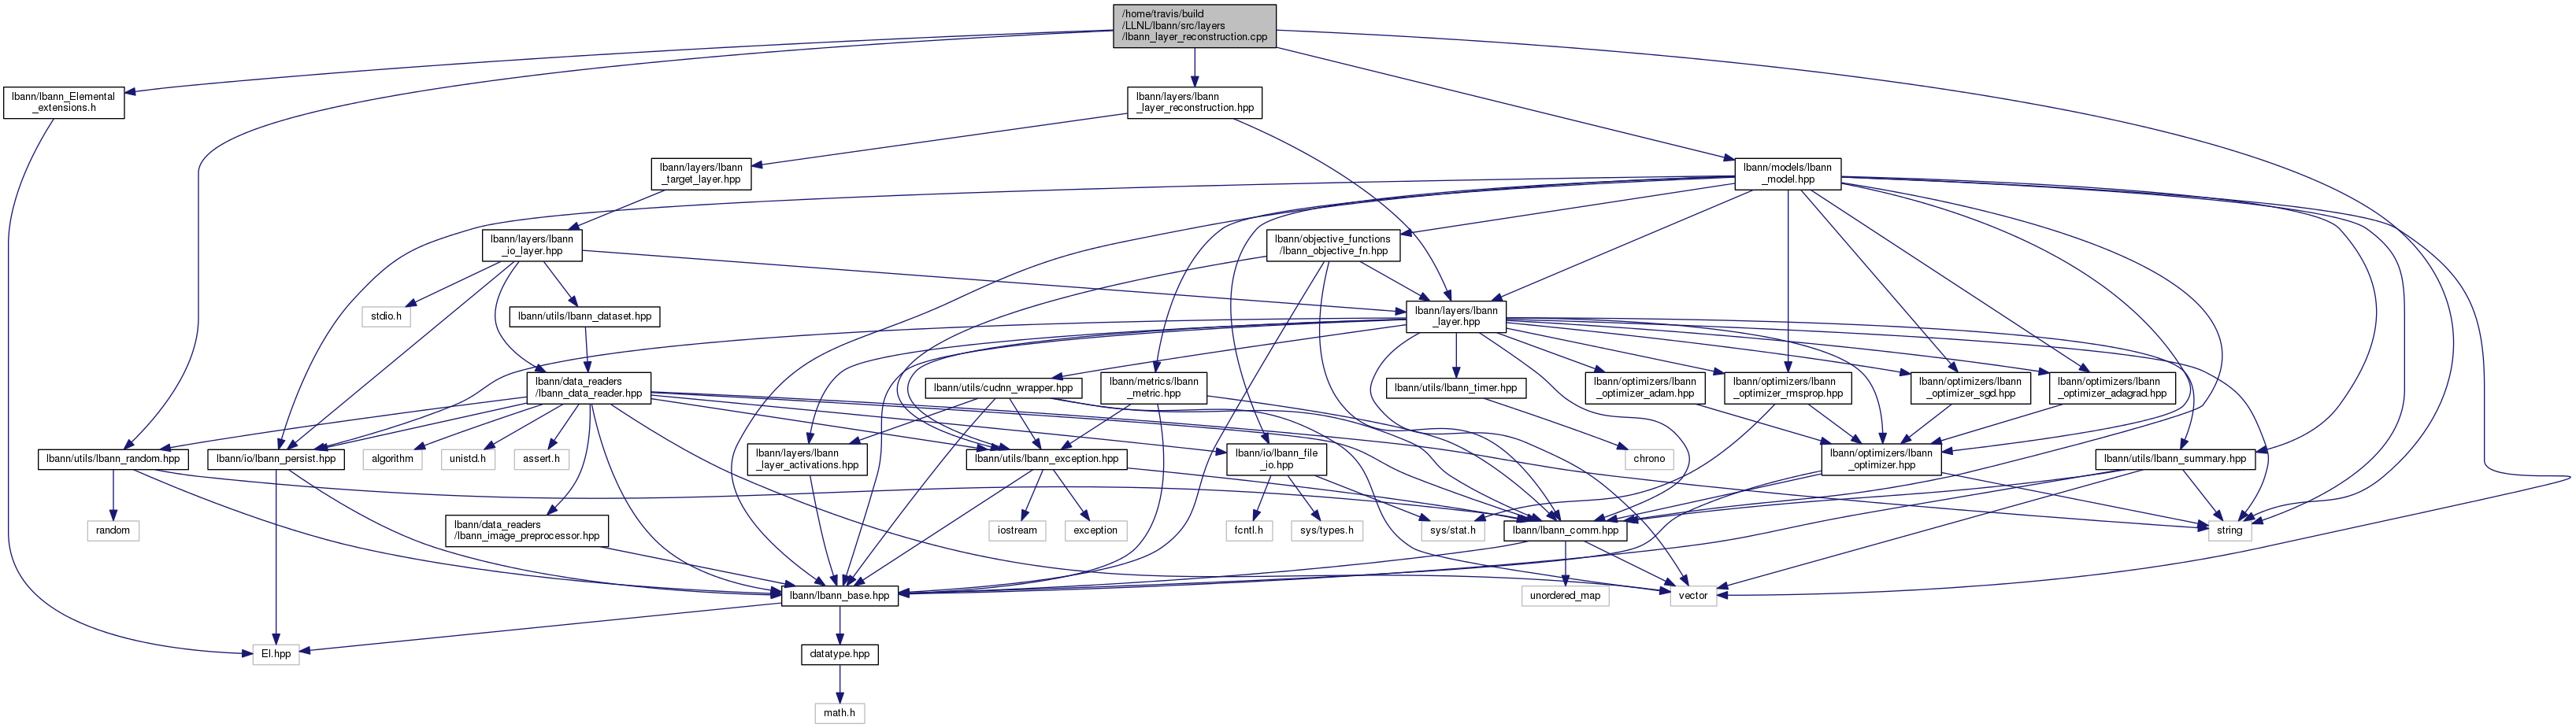 /home/travis/build
/LLNL/lbann/src/layers
/lbann_layer_reconstruction.cpp
lbann/lbann_Elemental
_extensions.h
lbann/layers/lbann
_layer_reconstruction.hpp
lbann/layers/lbann
_target_layer.hpp
lbann/models/lbann
_model.hpp
lbann/layers/lbann
_io_layer.hpp
lbann/objective_functions
/lbann_objective_fn.hpp
stdio.h
lbann/utils/lbann_dataset.hpp
lbann/layers/lbann
_layer.hpp
lbann/data_readers
/lbann_data_reader.hpp
lbann/utils/cudnn_wrapper.hpp
lbann/metrics/lbann
_metric.hpp
lbann/utils/lbann_timer.hpp
lbann/optimizers/lbann
_optimizer_adam.hpp
lbann/optimizers/lbann
_optimizer_rmsprop.hpp
lbann/optimizers/lbann
_optimizer_sgd.hpp
lbann/optimizers/lbann
_optimizer_adagrad.hpp
lbann/utils/lbann_random.hpp
lbann/io/lbann_persist.hpp
algorithm
unistd.h
assert.h
lbann/layers/lbann
_layer_activations.hpp
lbann/utils/lbann_exception.hpp
lbann/io/lbann_file
_io.hpp
chrono
lbann/optimizers/lbann
_optimizer.hpp
lbann/utils/lbann_summary.hpp
random
lbann/data_readers
/lbann_image_preprocessor.hpp
iostream
exception
fcntl.h
sys/types.h
sys/stat.h
lbann/lbann_comm.hpp
string
lbann/lbann_base.hpp
unordered_map
vector
El.hpp
datatype.hpp
math.h